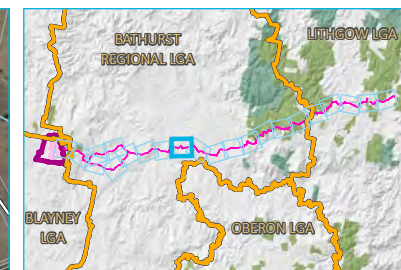 BATHURST
REGIONAL LGA
LITHGOW LGA
BLAYNEY
LGA
OBERON LGA